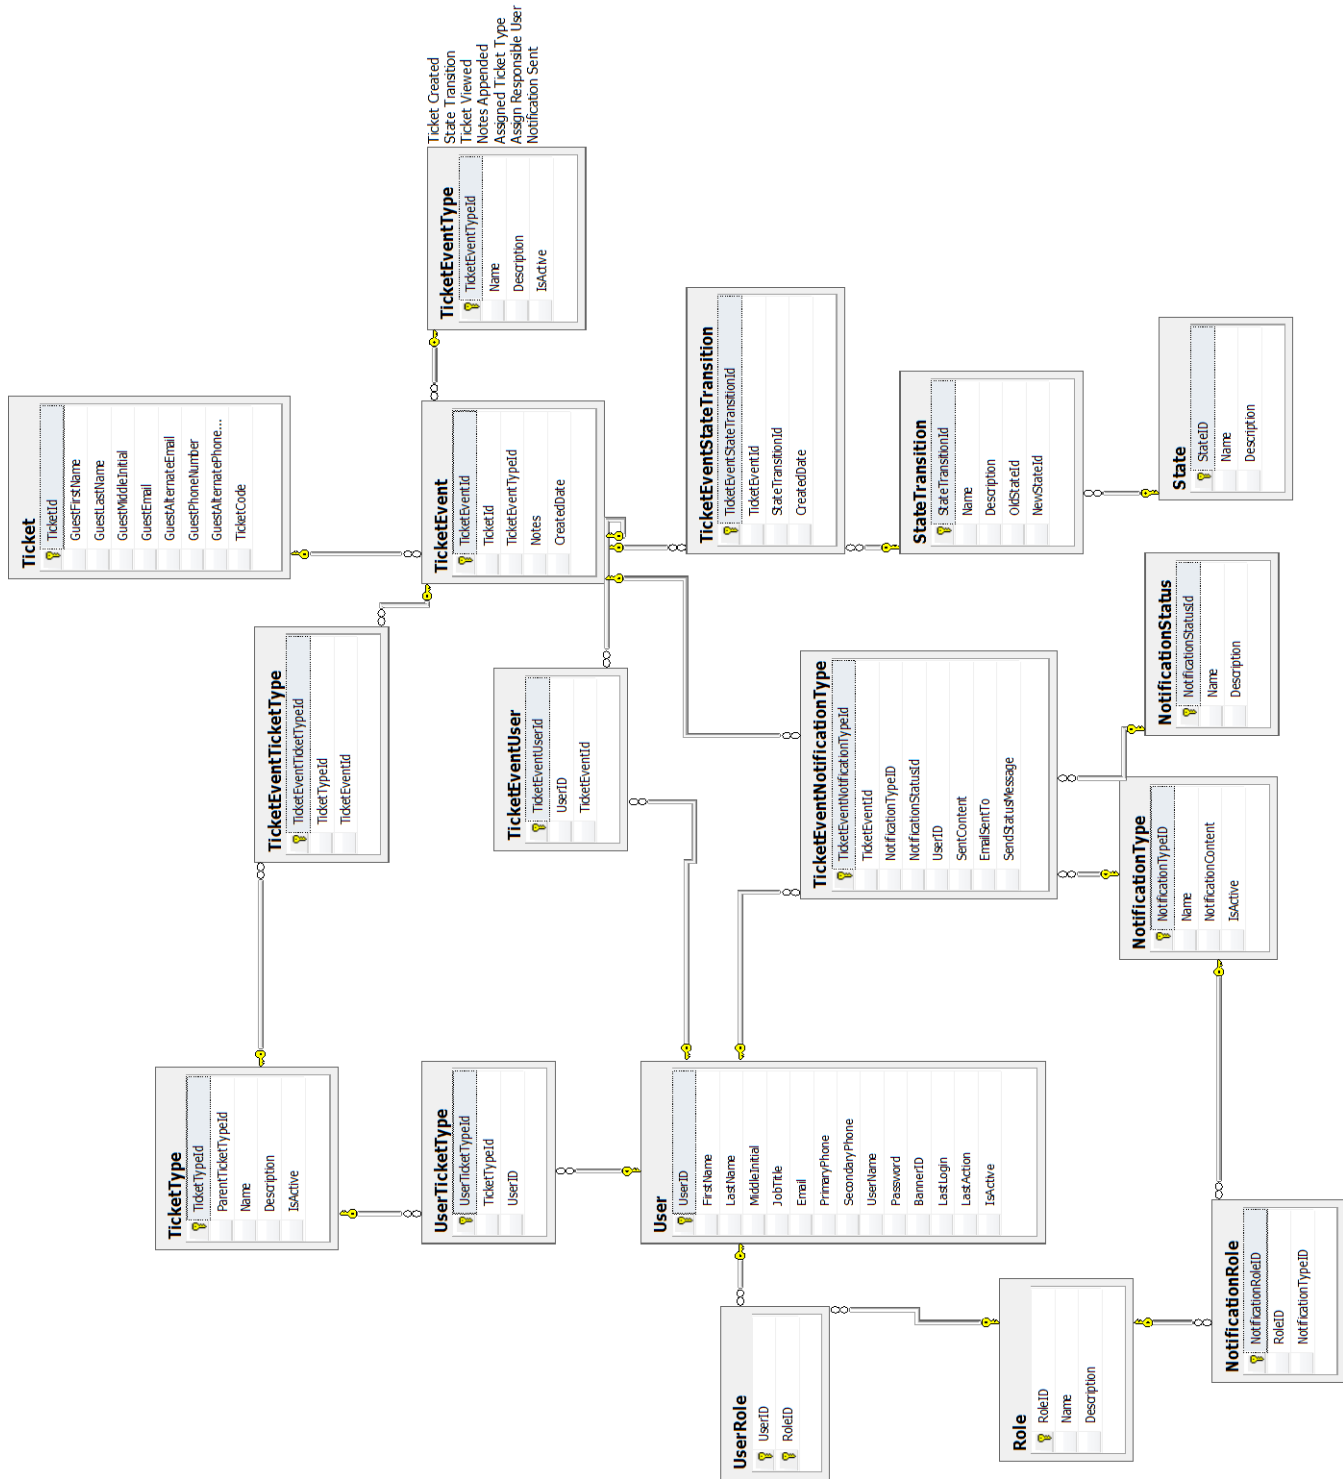 Ticket
TicketId
GuestFirstName
GuestLastName
GuestMiddleInitial
GuestEmail
GuestAlternateEmail
GuestPhoneNumber
GuestAlternatePhone...
TicketCode
Ticket Created
State Transition
Ticket Viewed
Notes Appended
Assigned Ticket Type
Assign Responsible User
Notification Sent
TicketEventType
TicketEventTypeId
Name
Description
IsActive
TicketEvent
TicketEventId
TicketId
TicketEventTypeId
Notes
CreatedDate
TicketEventTicketType
TicketEventTicketTypeId
TicketTypeId
TicketEventId
TicketEventUser
TicketEventUserId
UserID
TicketEventId
TicketEventStateTransition
TicketEventStateTransitionId
TicketEventId
StateTransitionId
CreatedDate
StateTransition
StateTransitionId
Name
Description
OldStateId
NewStateId
State
StateID
Name
Description
TicketEventNotificationType
TicketEventNotificationTypeId
TicketEventId
NotificationTypeID
NotificationStatusId
UserID
SentContent
EmailSentTo
SendStatusMessage
NotificationStatus
NotificationStatusId
Name
Description
NotificationType
NotificationTypeID
Name
NotificationContent
IsActive
TicketType
TicketTypeId
ParentTicketTypeId
Name
Description
IsActive
UserTicketType
UserTicketTypeId
TicketTypeId
UserID
User
UserID
FirstName
LastName
MiddleInitial
JobTitle
Email
PrimaryPhone
SecondaryPhone
UserName
Password
BannerID
LastLogin
LastAction
IsActive
UserRole
UserID
RoleID
Role
RoleID
Name
Description
NotificationRole
NotificationRoleID
RoleID
NotificationTypeID